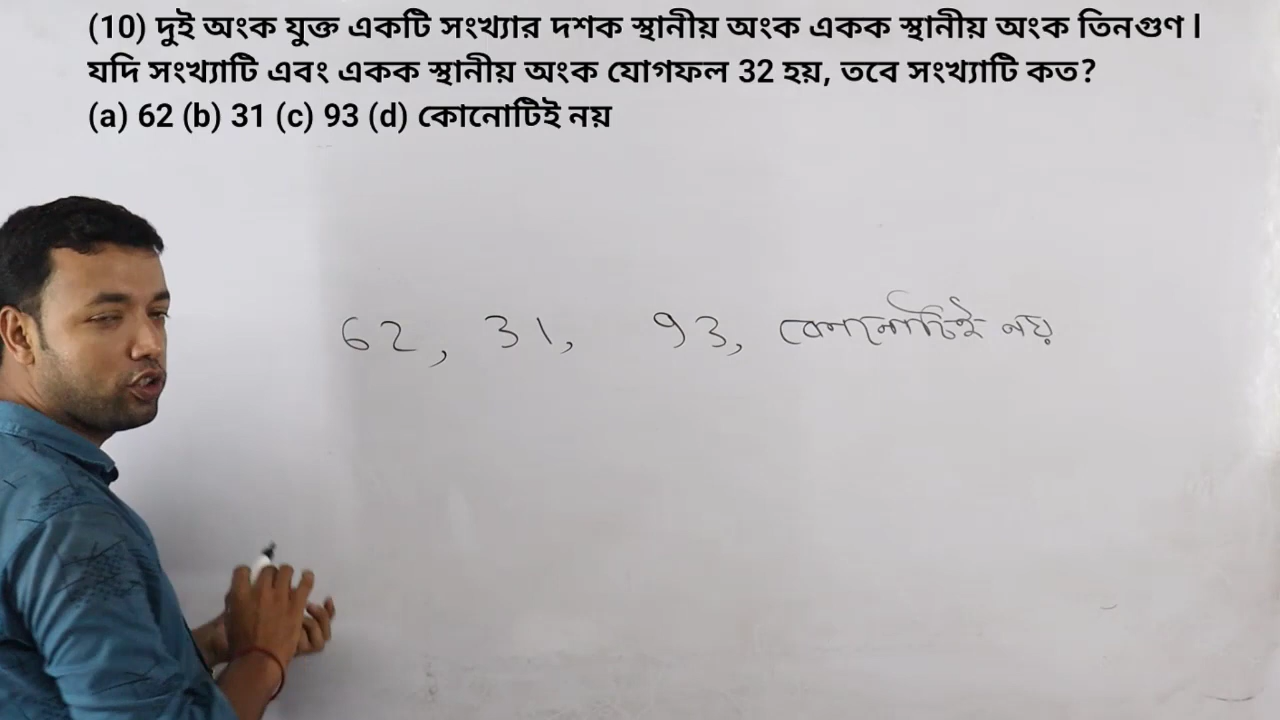 (10) দুই অংক যুক্ত একটি সংখ্যার দশক স্থানীয় অংক একক স্থানীয় অংক তিনগুণ।
যদি সংখ্যাটি এবং একক স্থানীয় অংক যোগফল 32 হয়, তবে সংখ্যাটি কত?
(a) 62 (b) 31 (c) 93 (d) কোনোটিই নয়
62, 31, 93, কোনোটিই নয়